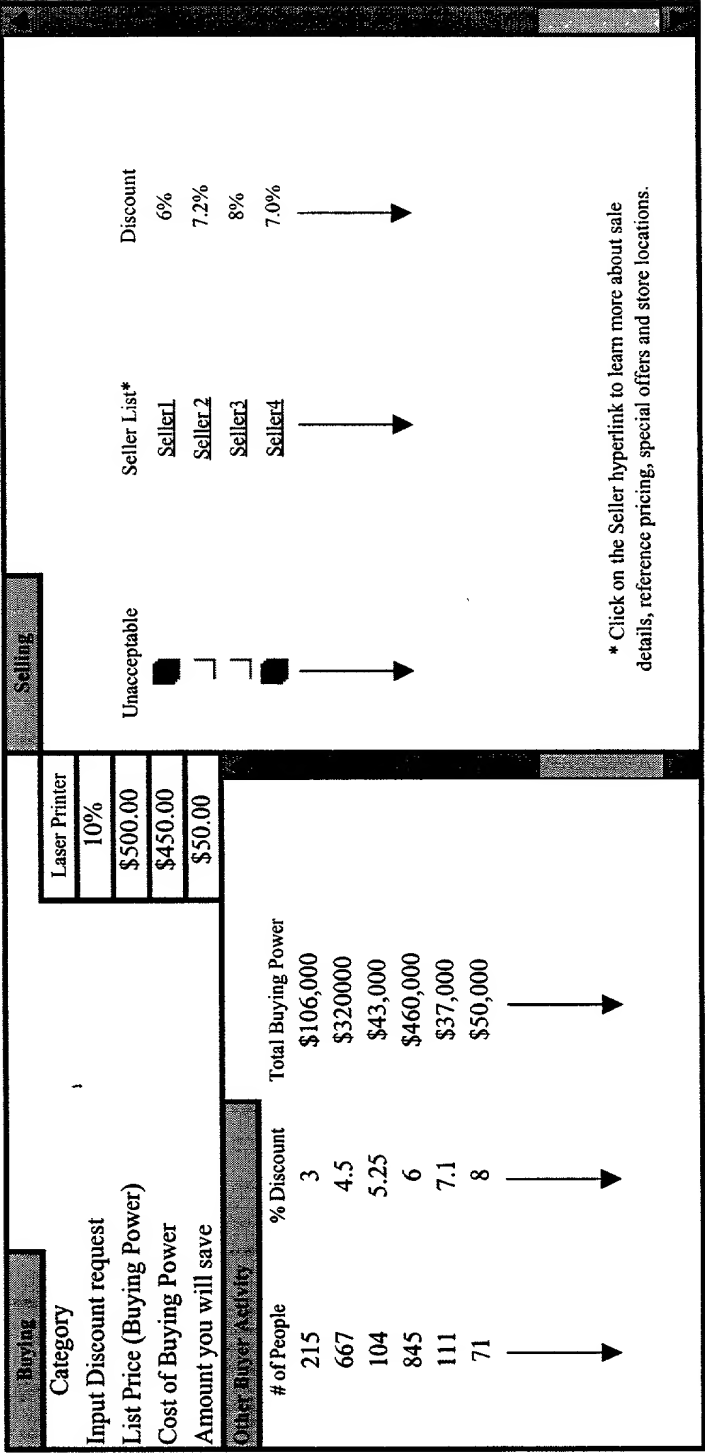 Buying
Category Laser Printer
Input Discount request 10%
List Price (Buying Power) $500.00
Cost of Buying Power $450.00
Amount you will save $50.00
Other Buyer Activity
# of People % Discount Total Buying Power
215 3 $106,000
667 4.5 $320000
104 5.25 $43,000
845 6 $460,000
111 7.1 $37,000
71 8 $50,000
Selling
Unacceptable Seller List* Discount
Seller1 6%
Seller 2 7.2%
Seller3 8%
Seller4 7.0%
* Click on the Seller hyperlink to learn more about sale
details, reference pricing, special offers and store locations.